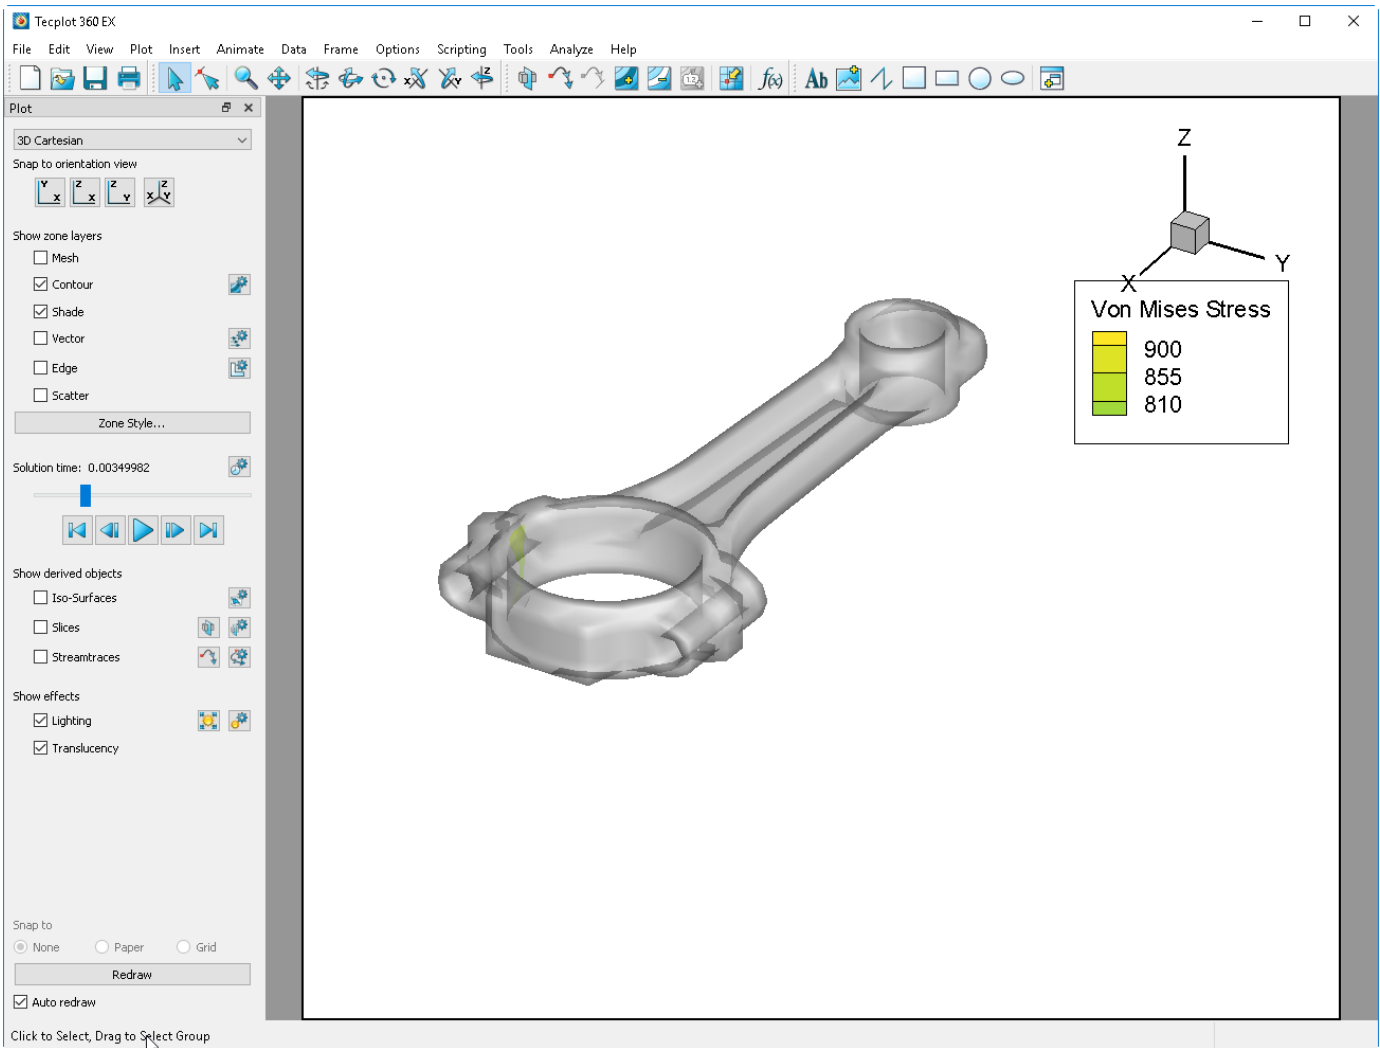 Tecplot 360 EX
File Edit View Plot Insert Animate Data Frame Options Scripting Tools Analyze Help
Plot
3D Cartesian
Snap to orientation view
Y X
Z X
Z Y
Z X Y
Show zone layers
Mesh
Contour
Shade
Vector
Edge
Scatter
Zone Style...
Solution time: 0.00349982
Show derived objects
Iso-Surfaces
Slices
Streamtraces
Show effects
Lighting
Translucency
Snap to
None Paper Grid
Redraw
Auto redraw
Click to Select, Drag to Select Group
f(x)
Ab
Z
Y
X
Von Mises Stress
900
855
810